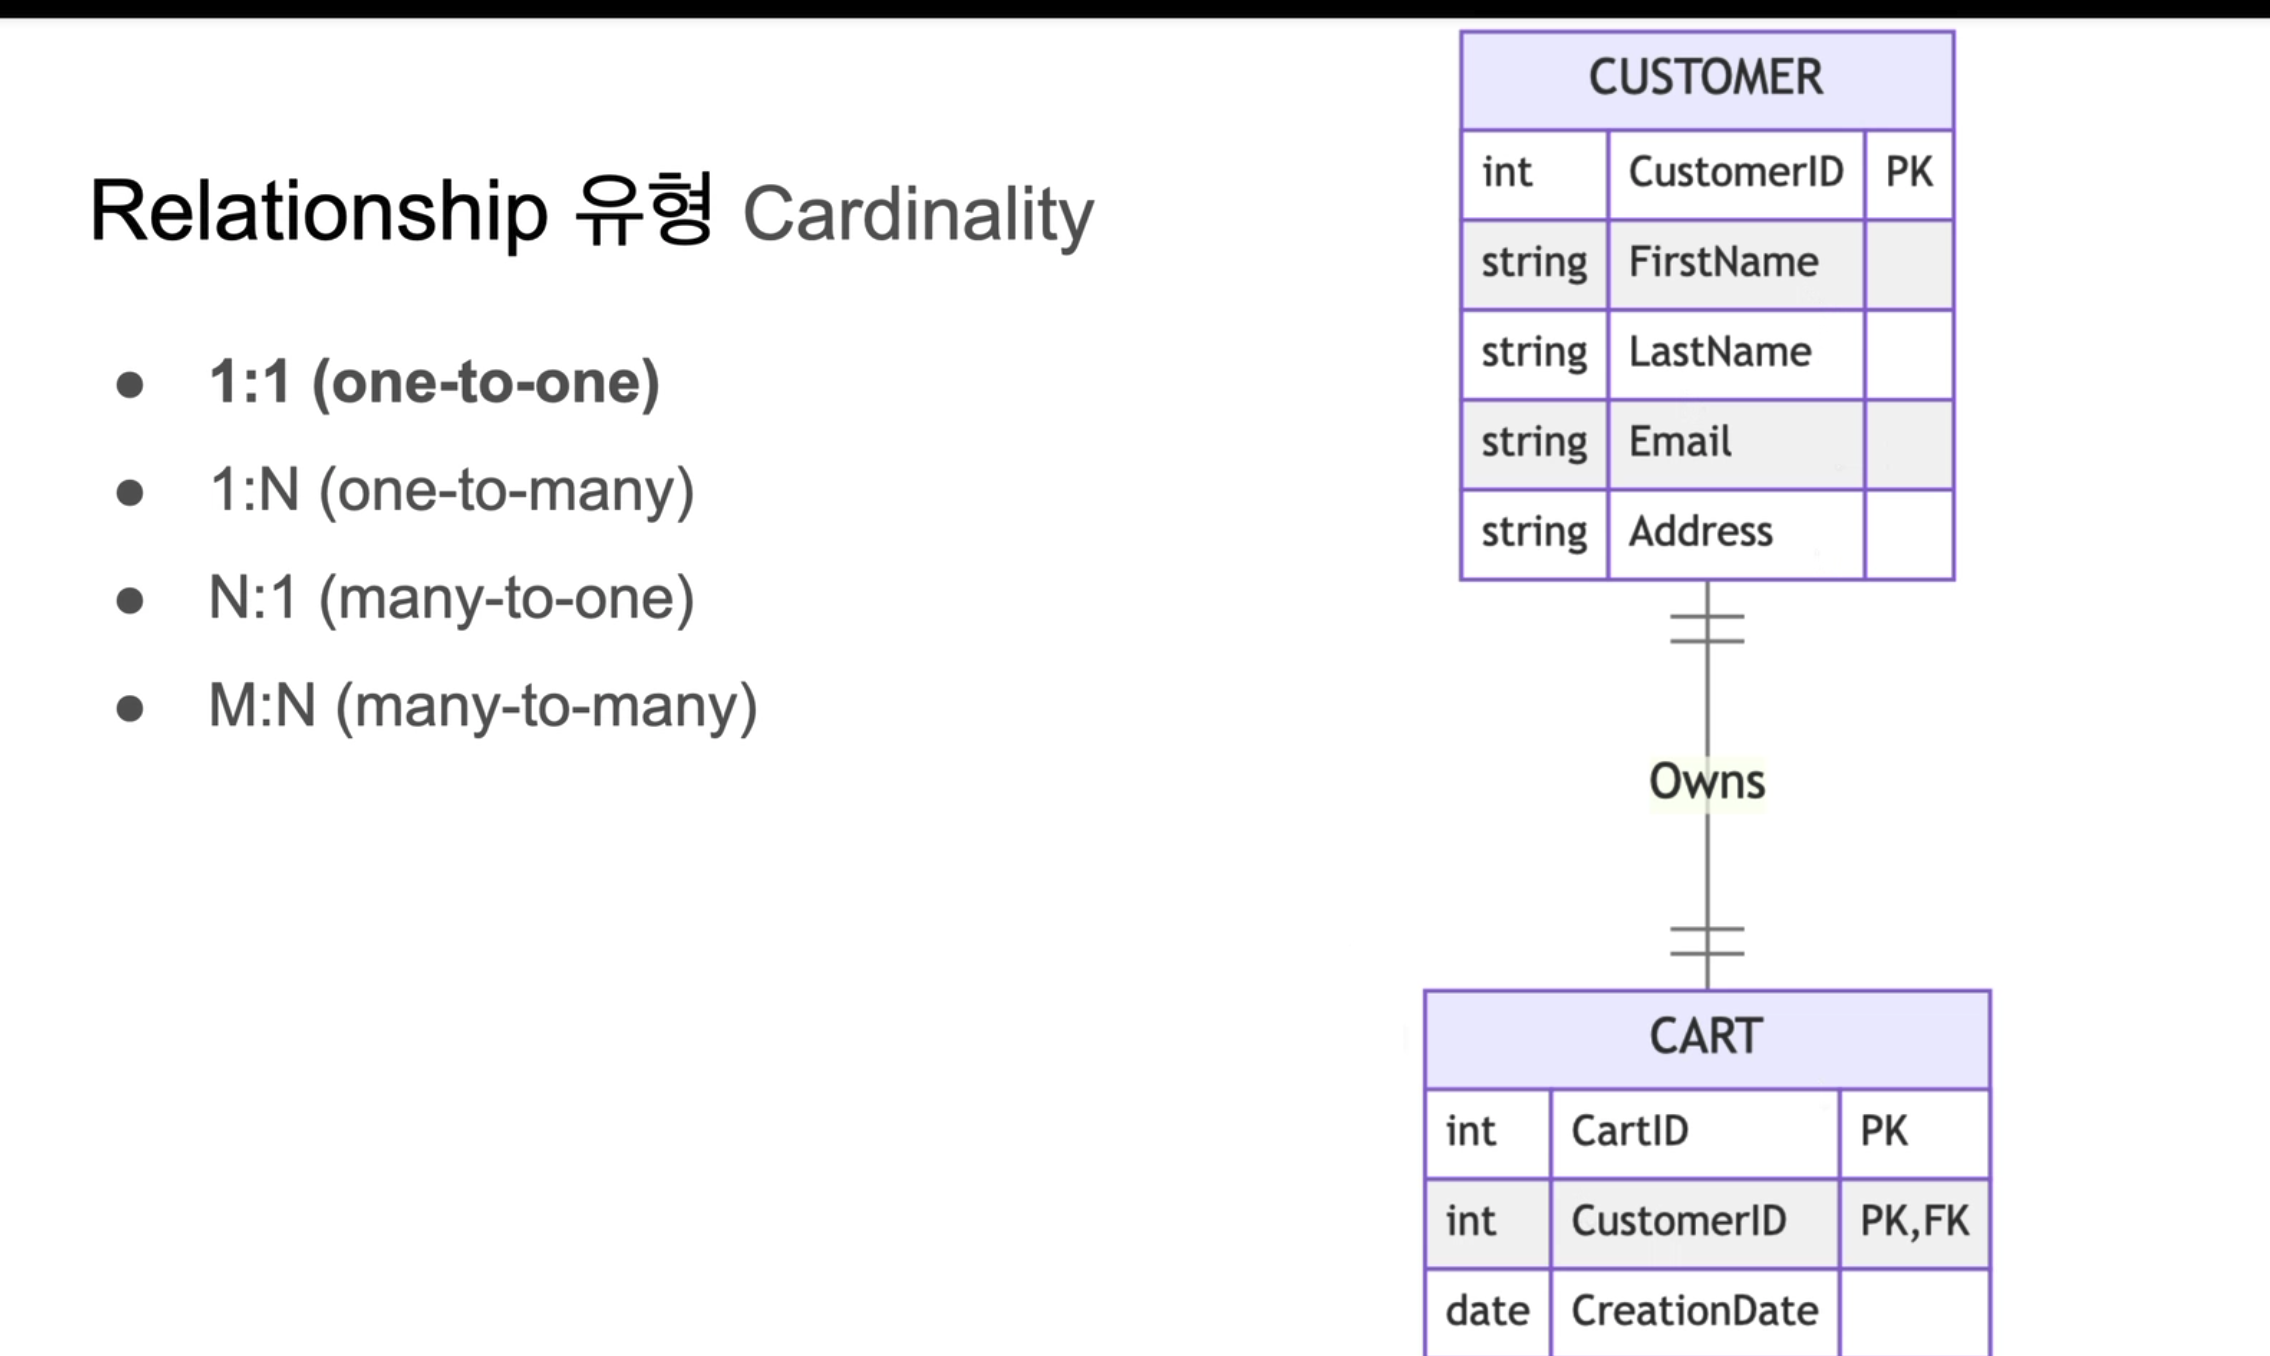 Relationship 유형 Cardinality
● 1:1 (one-to-one)
● 1:N (one-to-many)
● N:1 (many-to-one)
● M:N (many-to-many)
CUSTOMER
int CustomerID PK
string FirstName
string LastName
string Email
string Address
Owns
CART
int CartID PK
int CustomerID PK,FK
date CreationDate